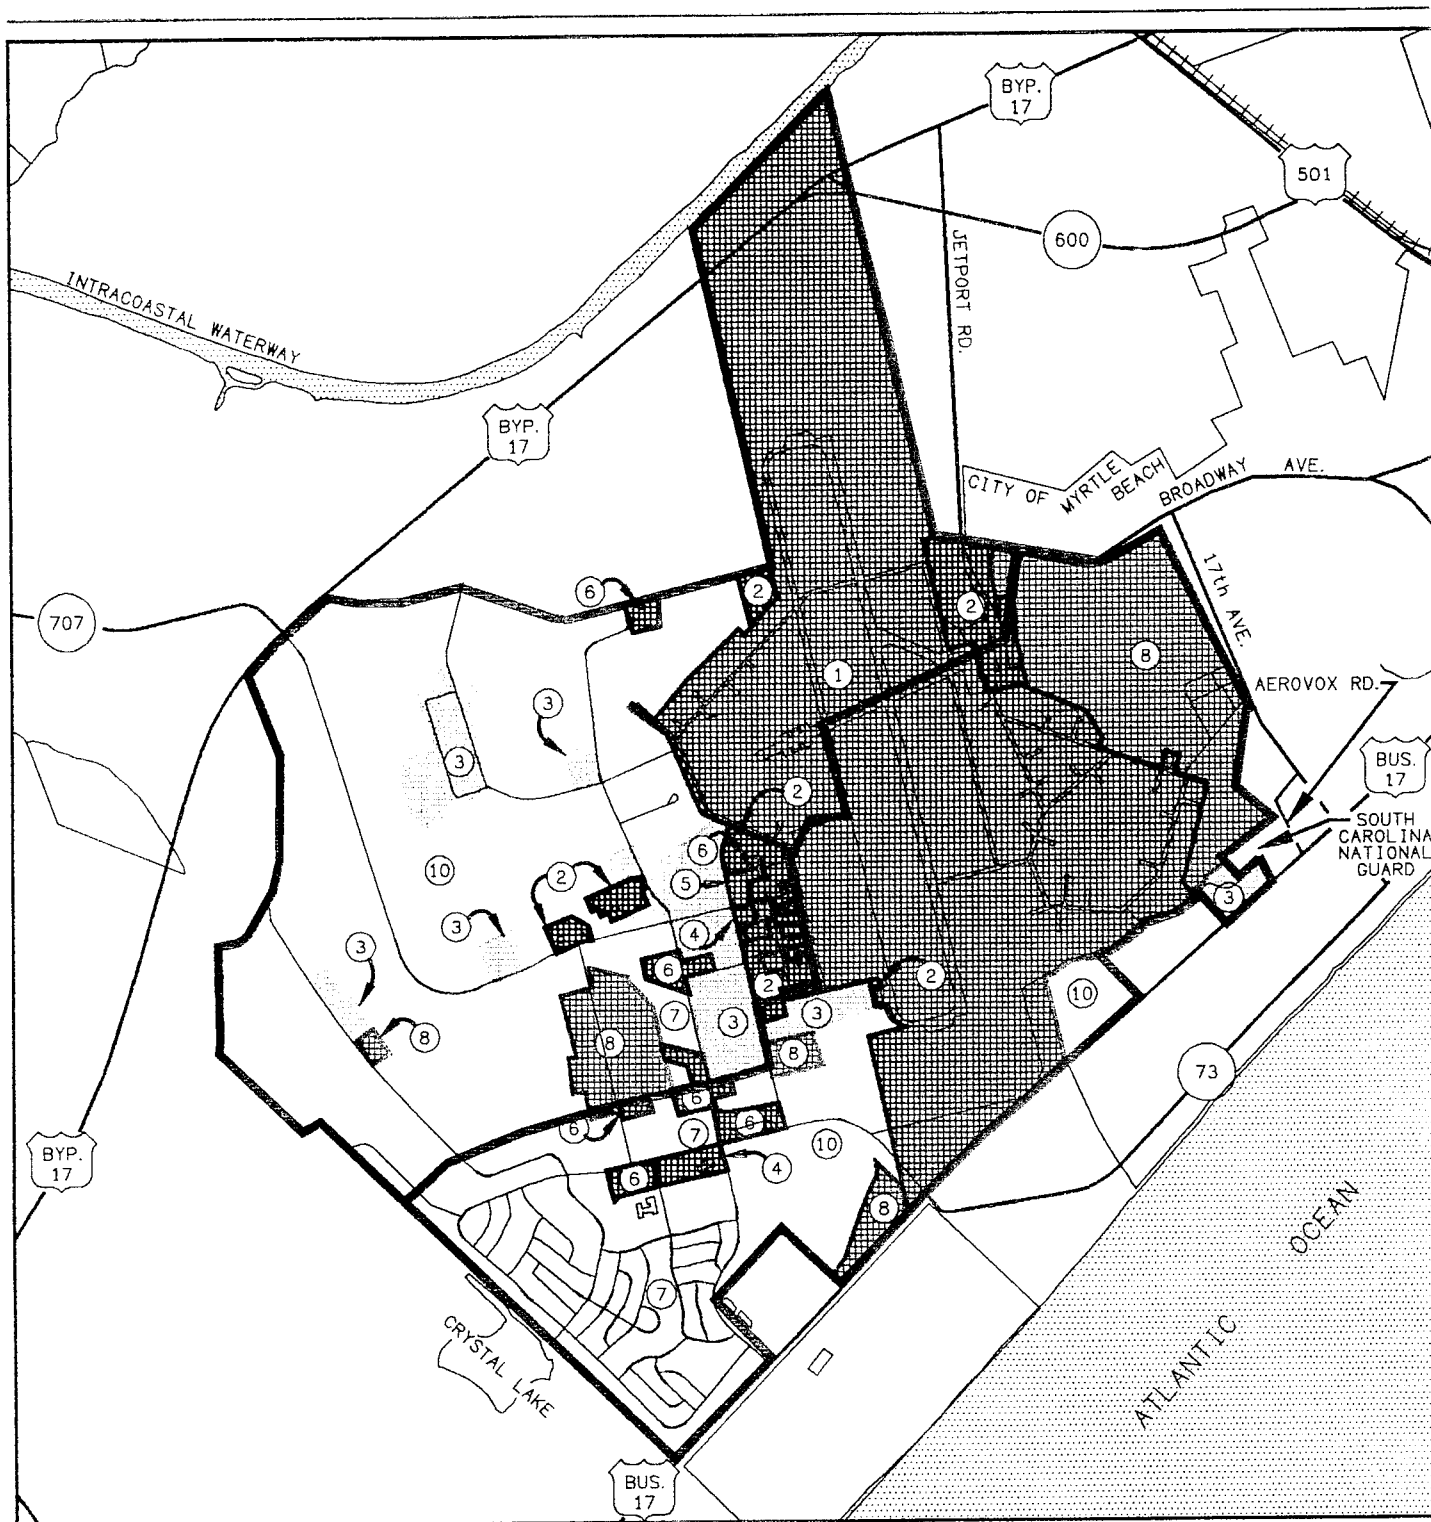 BYP.
17
501
600
JETPORT RD.
INTRACOASTAL WATERWAY
BYP.
17
CITY OF MYRTLE BEACH
BROADWAY AVE.
17th AVE.
6
2
2
707
8
1
AEROVOX RD.
3
3
BUS.
17
2
SOUTH
CAROLINA
NATIONAL
GUARD
6
10
2
5
3
3
4
3
6
2
2
10
7
3
3
8
8
8
73
6
6
7
6
10
BYP.
17
4
6
8
OCEAN
7
CRYSTAL LAKE
ATLANTIC
BUS.
17